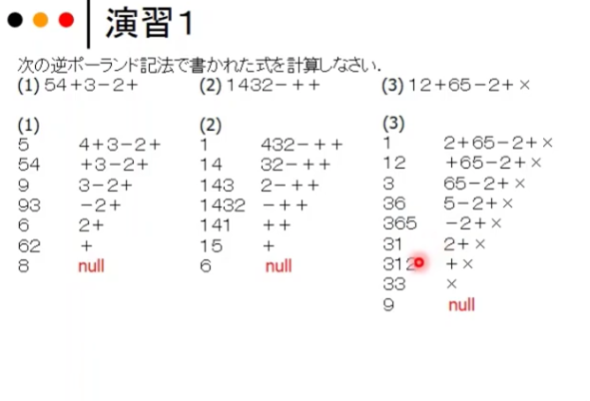 演習１
次の逆ポーランド記法で書かれた式を計算しなさい.
(1) 54+3-2+ (2) 1432-++ (3) 12+65-2+×
(1) (2) (3)
5 4+3-2+ 1 432-++ 1 2+65-2+×
54 +3-2+ 14 32-++ 12 +65-2+×
9 3-2+ 143 2-++ 3 65-2+×
93 -2+ 1432 -++ 36 5-2+×
6 2+ 141 ++ 365 -2+×
62 + 15 + 31 2+×
8 null 6 null 312 +×
33 ×
9 null